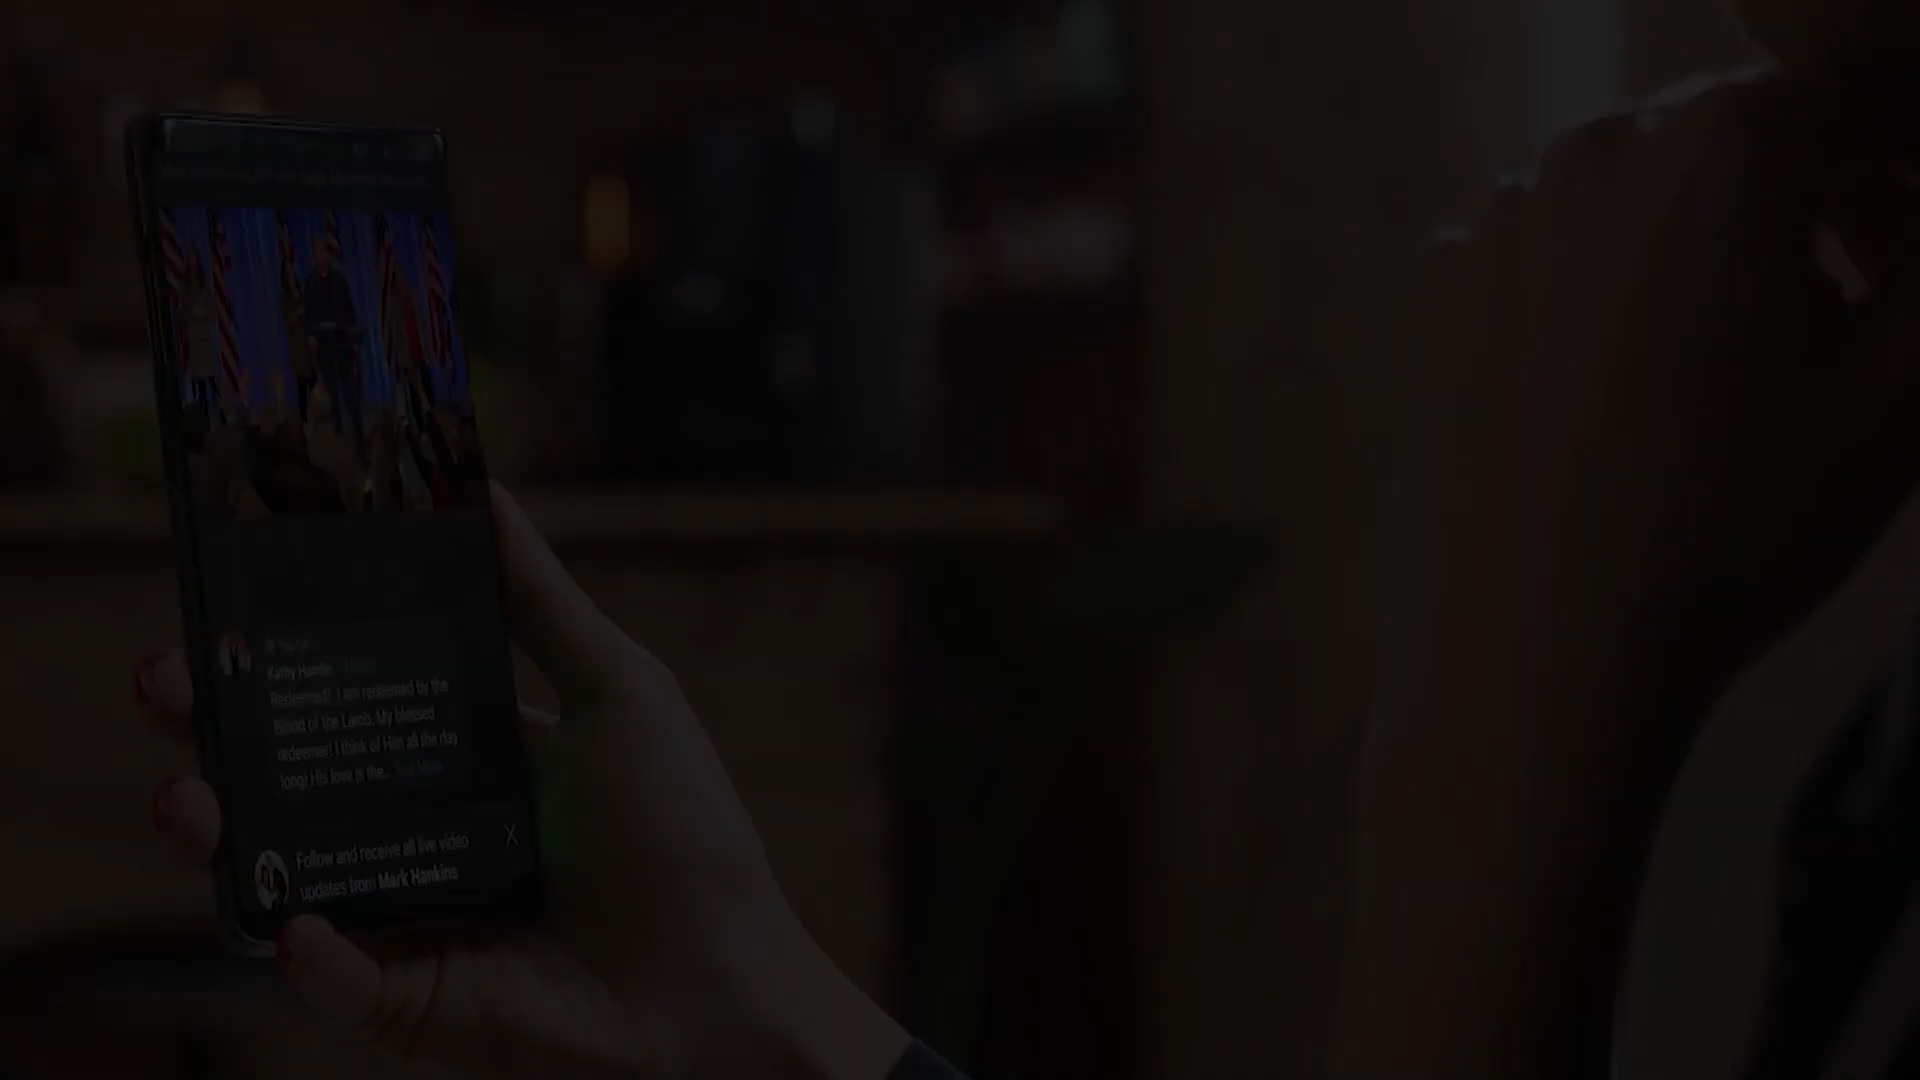 Kathy
Redeemed! I am redeemed by the
Blood of the Lamb. My blessed
redeemer! I think of Him all the day
long! His love is the...
Follow and receive all live video
updates from Mark Hankins
X